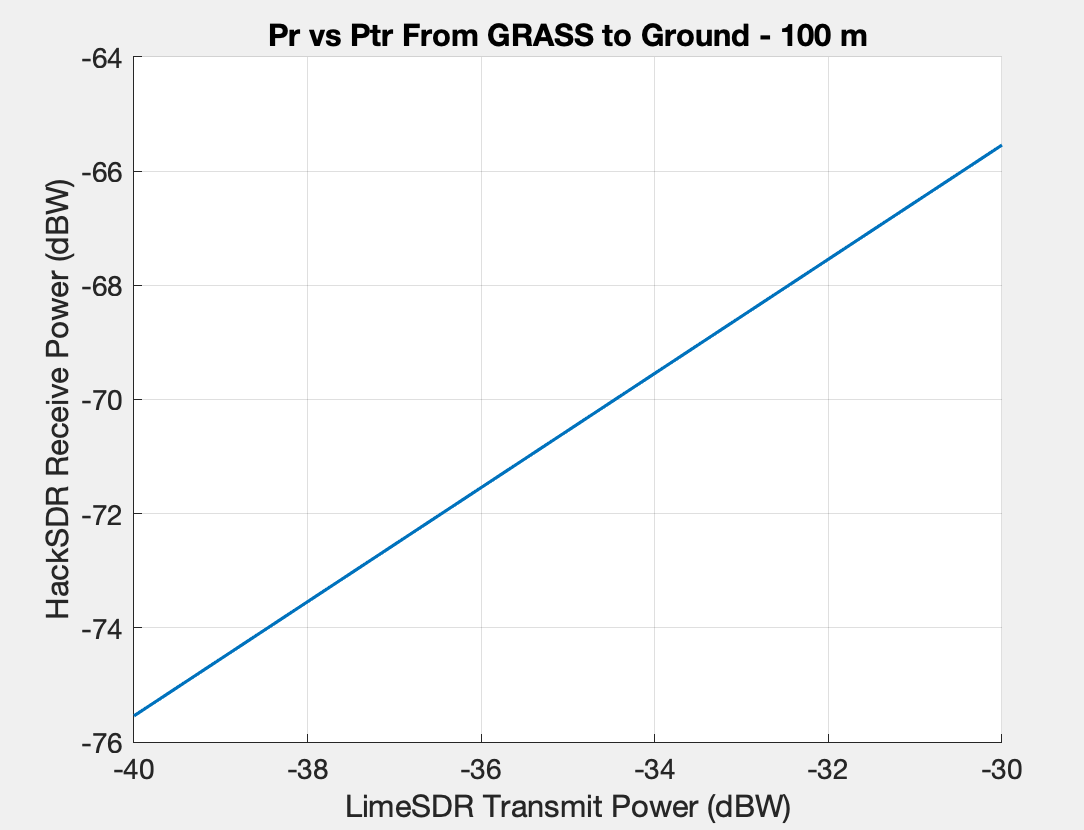 Pr vs Ptr From GRASS to Ground - 100 m
-64
-66
-68
-70
-72
-74
-76
HackSDR Receive Power (dBW)
-40 -38 -36 -34 -32 -30
LimeSDR Transmit Power (dBW)